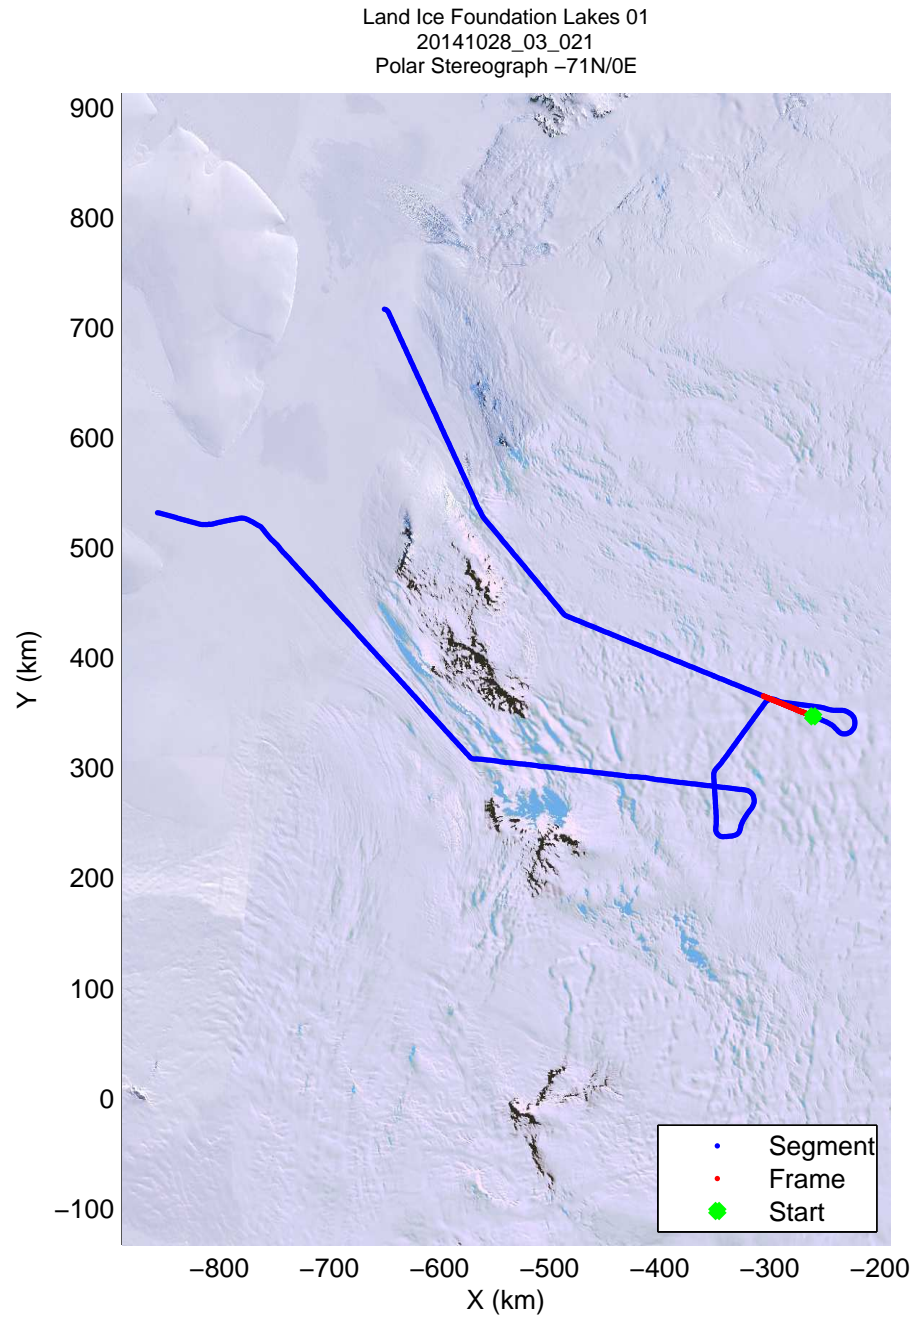 Land Ice Foundation Lakes 01
20141028_03_021
Polar Stereograph −71N/0E
900
800
700
600
500
400
300
200
100
0
−100
Y (km)
Segment
Frame
Start
−800 −700 −600 −500 −400 −300 −200
X (km)